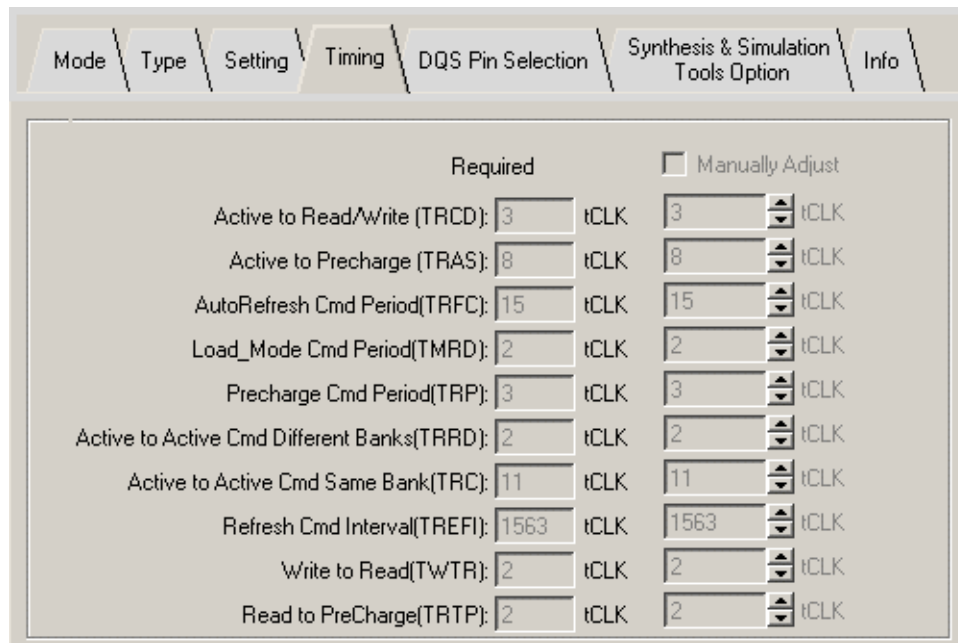 Mode Type Setting Timing DQS Pin Selection Synthesis & Simulation Tools Option Info
Required Manually Adjust
Active to Read/Write (TRCD): 3 tCLK 3 tCLK
Active to Precharge (TRAS): 8 tCLK 8 tCLK
AutoRefresh Cmd Period(TRFC): 15 tCLK 15 tCLK
Load_Mode Cmd Period(TMRD): 2 tCLK 2 tCLK
Precharge Cmd Period(TRP): 3 tCLK 3 tCLK
Active to Active Cmd Different Banks(TRRD): 2 tCLK 2 tCLK
Active to Active Cmd Same Bank(TRC): 11 tCLK 11 tCLK
Refresh Cmd Interval(TREFI): 1563 tCLK 1563 tCLK
Write to Read(TWTR): 2 tCLK 2 tCLK
Read to PreCharge(TRTP): 2 tCLK 2 tCLK